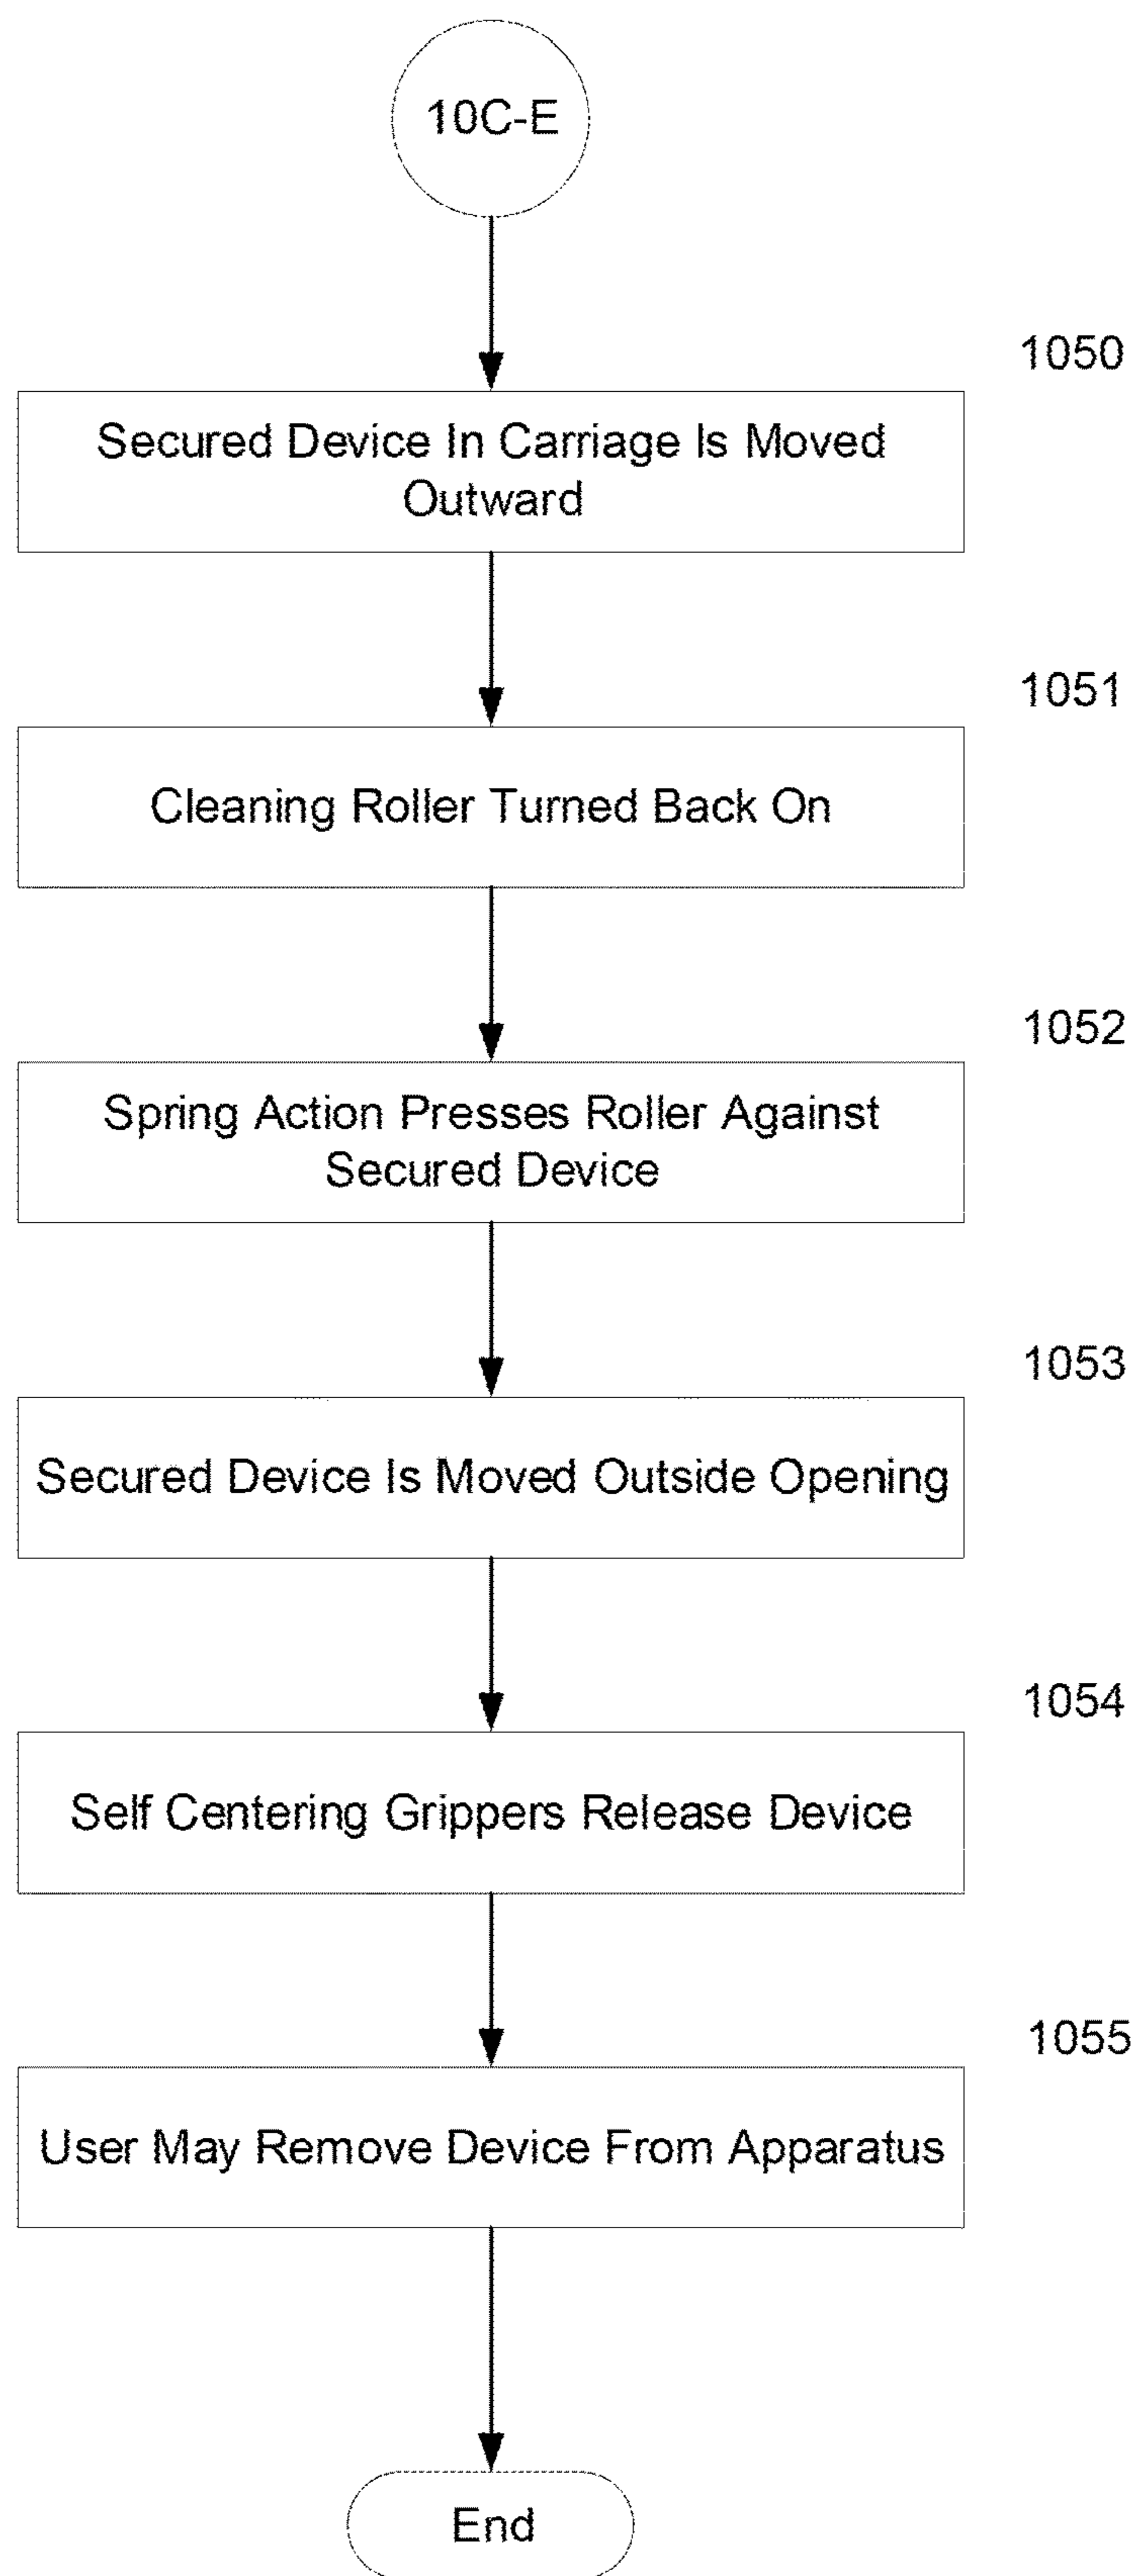 10C-E
1050
Secured Device In Carriage Is Moved
Outward
1051
Cleaning Roller Turned Back On
1052
Spring Action Presses Roller Against
Secured Device
1053
Secured Device Is Moved Outside Opening
1054
Self Centering Grippers Release Device
1055
User May Remove Device From Apparatus
End